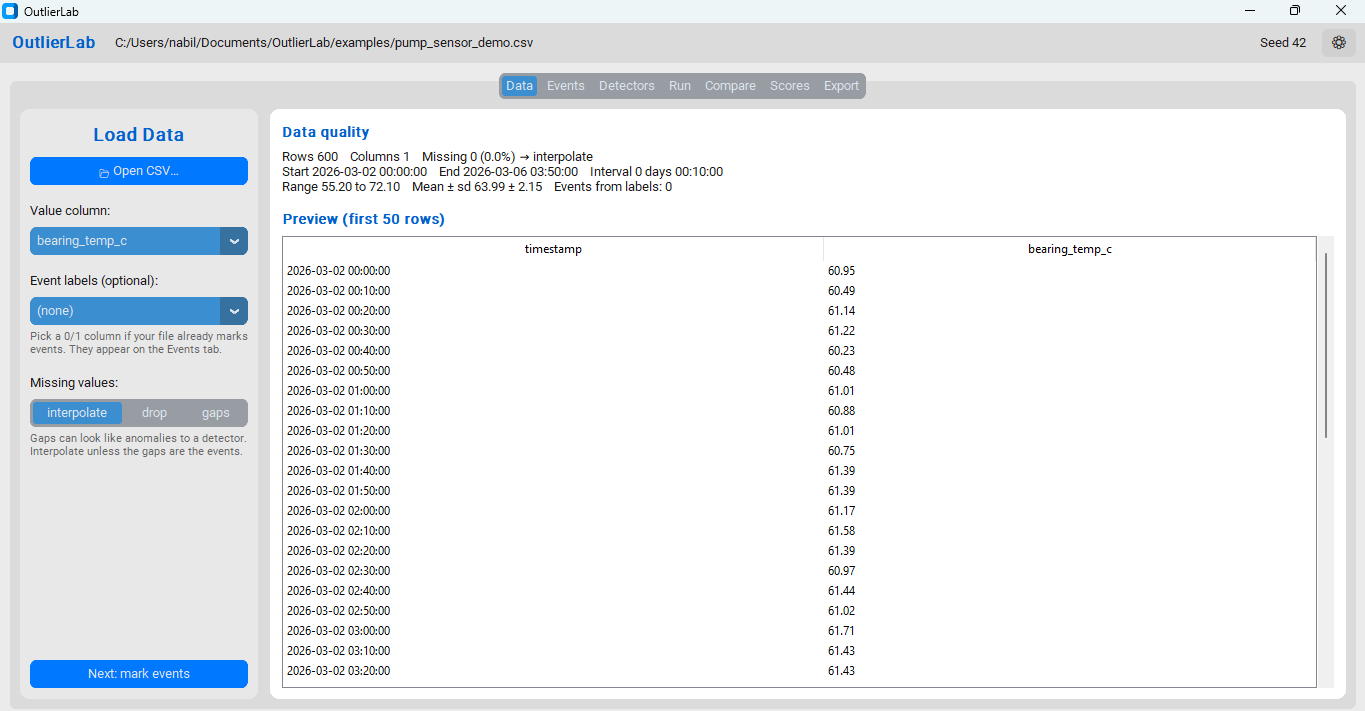 OutlierLab
OutlierLab C:/Users/nabil/Documents/OutlierLab/examples/pump_sensor_demo.csv Seed 42
Data Events Detectors Run Compare Scores Export
Load Data
Open CSV...
Value column:
bearing_temp_c
Event labels (optional):
(none)
Pick a 0/1 column if your file already marks
events. They appear on the Events tab.
Missing values:
interpolate drop gaps
Gaps can look like anomalies to a detector.
Interpolate unless the gaps are the events.
Next: mark events
Data quality
Rows 600 Columns 1 Missing 0 (0.0%) → interpolate
Start 2026-03-02 00:00:00 End 2026-03-06 03:50:00 Interval 0 days 00:10:00
Range 55.20 to 72.10 Mean ± sd 63.99 ± 2.15 Events from labels: 0
Preview (first 50 rows)
timestamp bearing_temp_c
2026-03-02 00:00:00 60.95
2026-03-02 00:10:00 60.49
2026-03-02 00:20:00 61.14
2026-03-02 00:30:00 61.22
2026-03-02 00:40:00 60.23
2026-03-02 00:50:00 60.48
2026-03-02 01:00:00 61.01
2026-03-02 01:10:00 60.88
2026-03-02 01:20:00 61.01
2026-03-02 01:30:00 60.75
2026-03-02 01:40:00 61.39
2026-03-02 01:50:00 61.39
2026-03-02 02:00:00 61.17
2026-03-02 02:10:00 61.58
2026-03-02 02:20:00 61.39
2026-03-02 02:30:00 60.97
2026-03-02 02:40:00 61.44
2026-03-02 02:50:00 61.02
2026-03-02 03:00:00 61.71
2026-03-02 03:10:00 61.43
2026-03-02 03:20:00 61.43